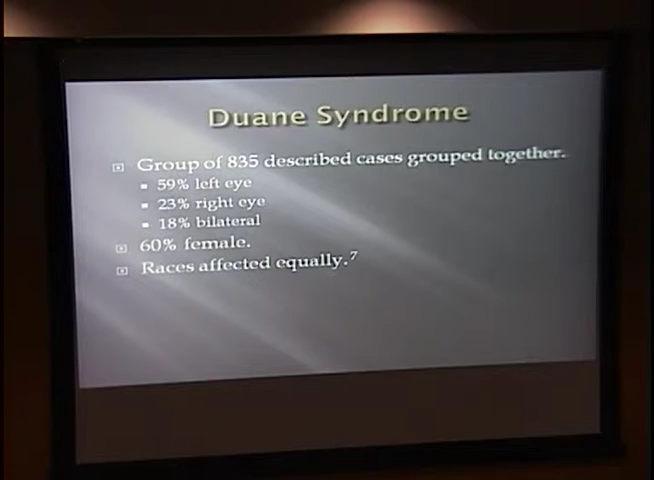 Duane Syndrome
Group of 835 described cases grouped together.
59% left eye
23% right eye
18% bilateral
60% female.
Races affected equally.7